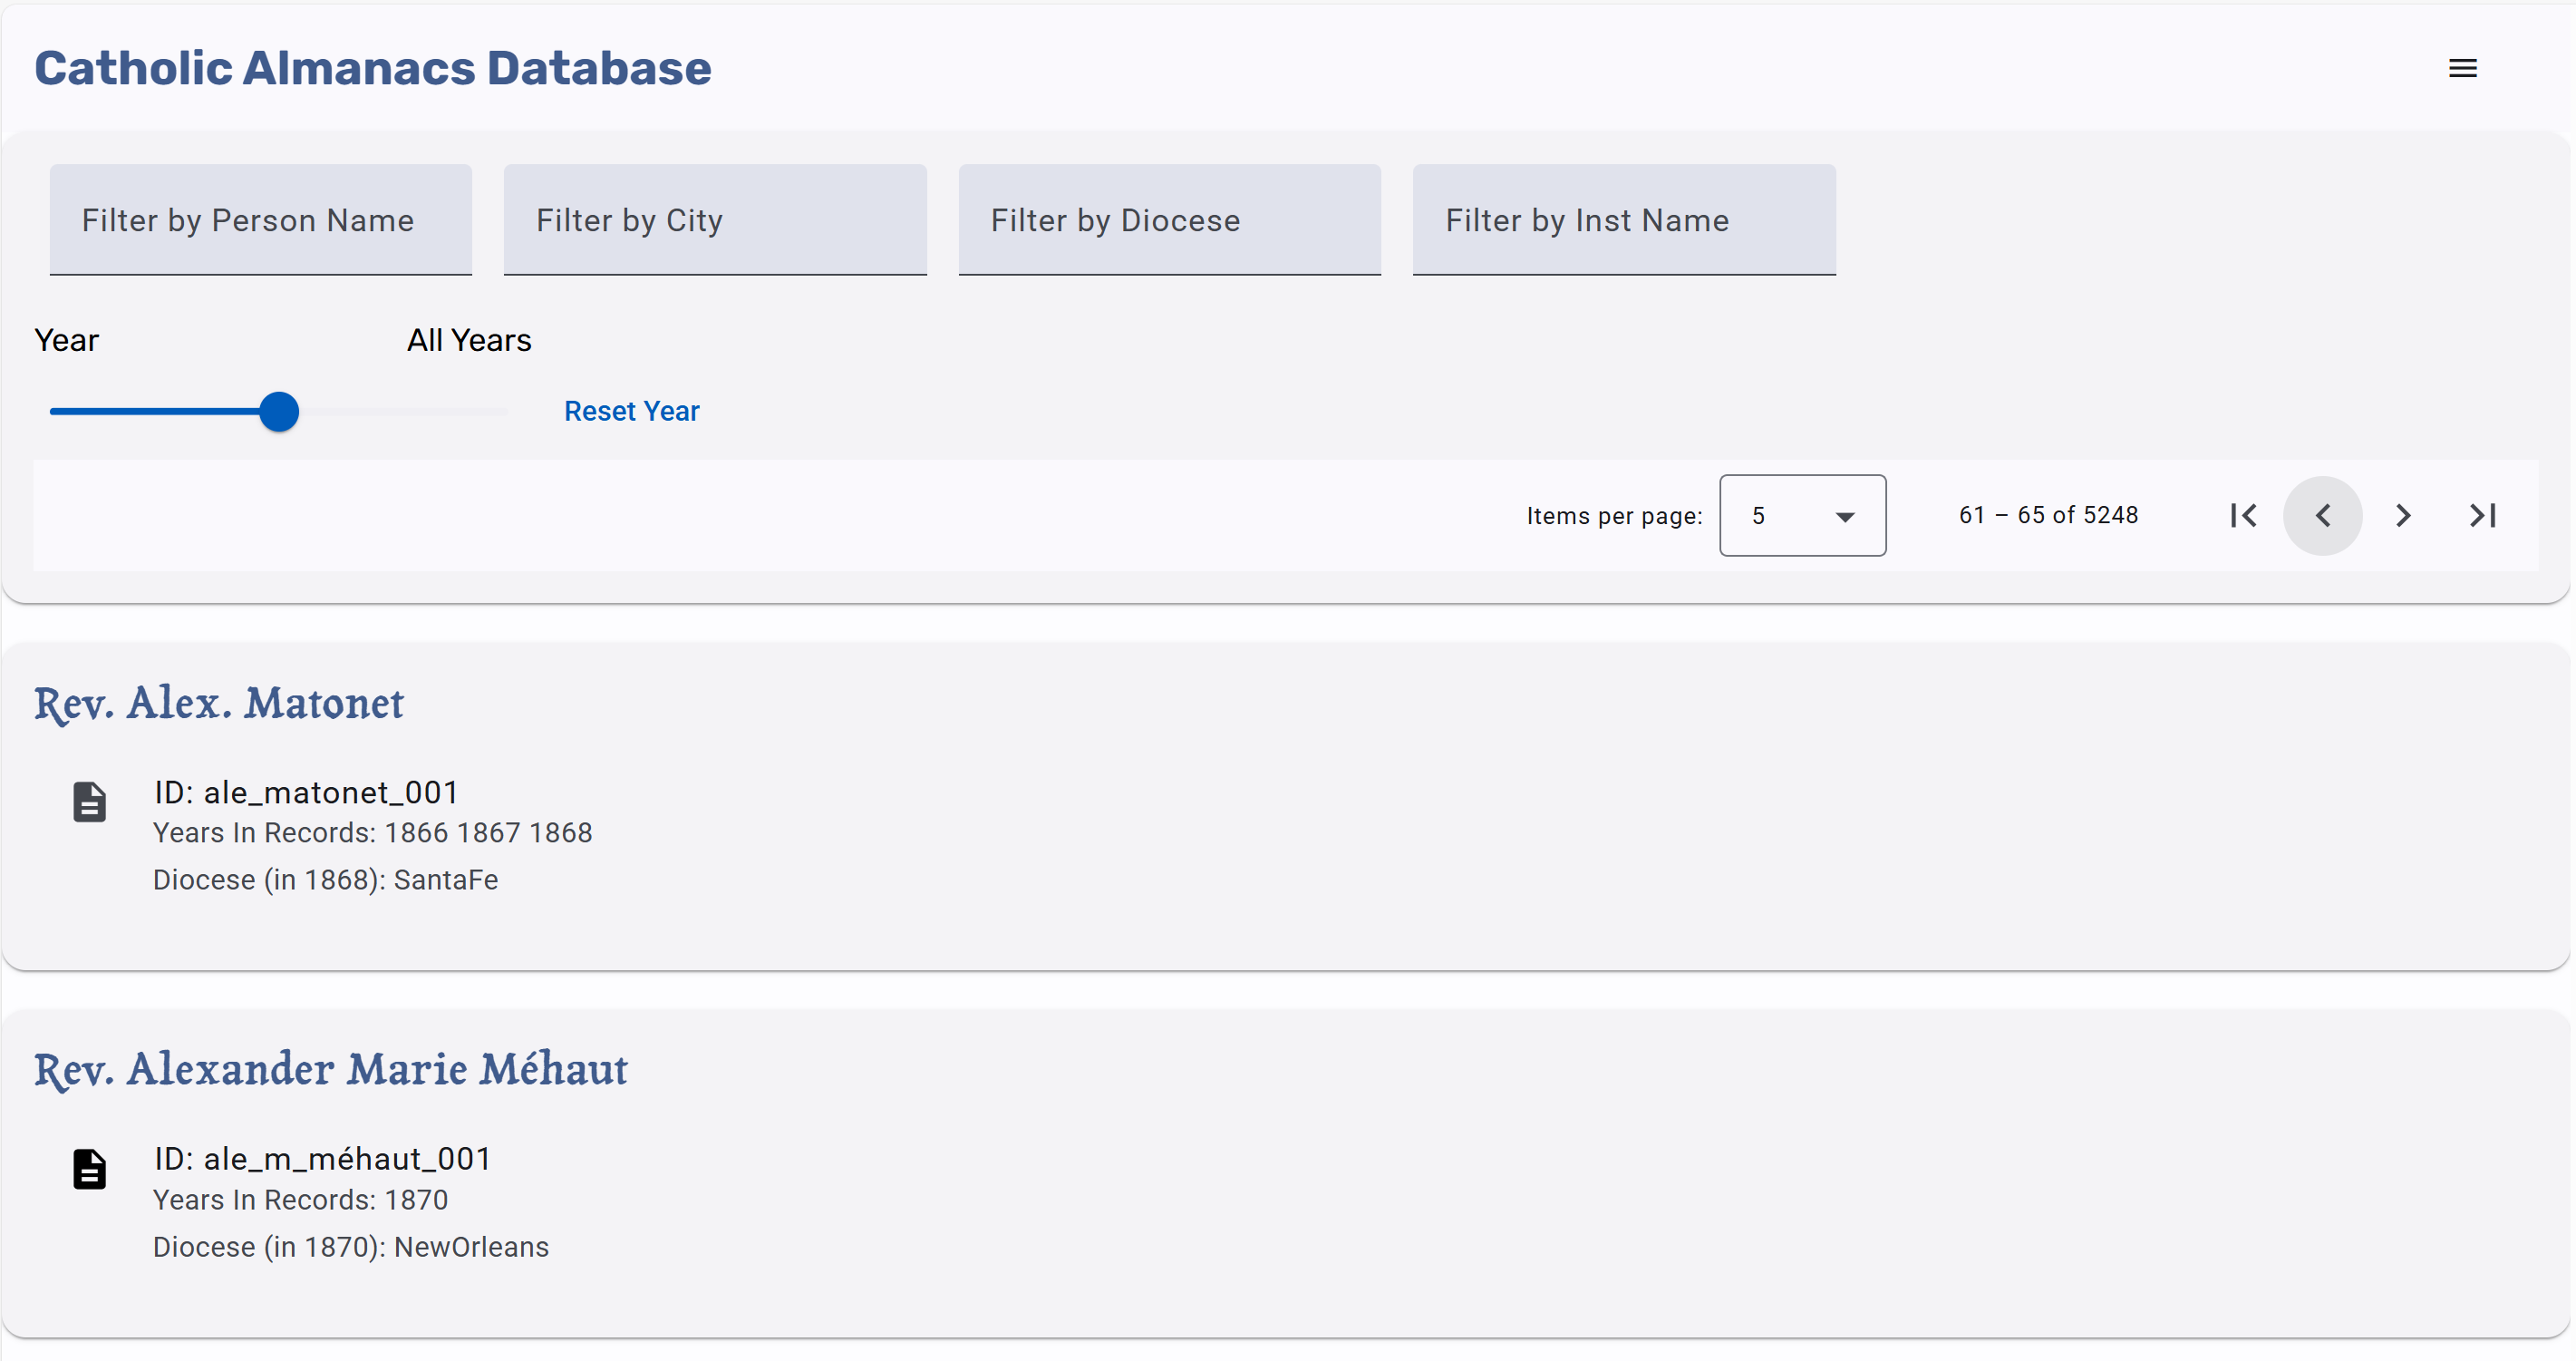 Catholic Almanacs Database
Filter by Person Name Filter by City Filter by Diocese Filter by Inst Name
Year All Years
Reset Year
Items per page: 5 61 – 65 of 5248
Rev. Alex. Matonet
ID: ale_matonet_001
Years In Records: 1866 1867 1868
Diocese (in 1868): SantaFe
Rev. Alexander Marie Méhaut
ID: ale_m_méhaut_001
Years In Records: 1870
Diocese (in 1870): NewOrleans